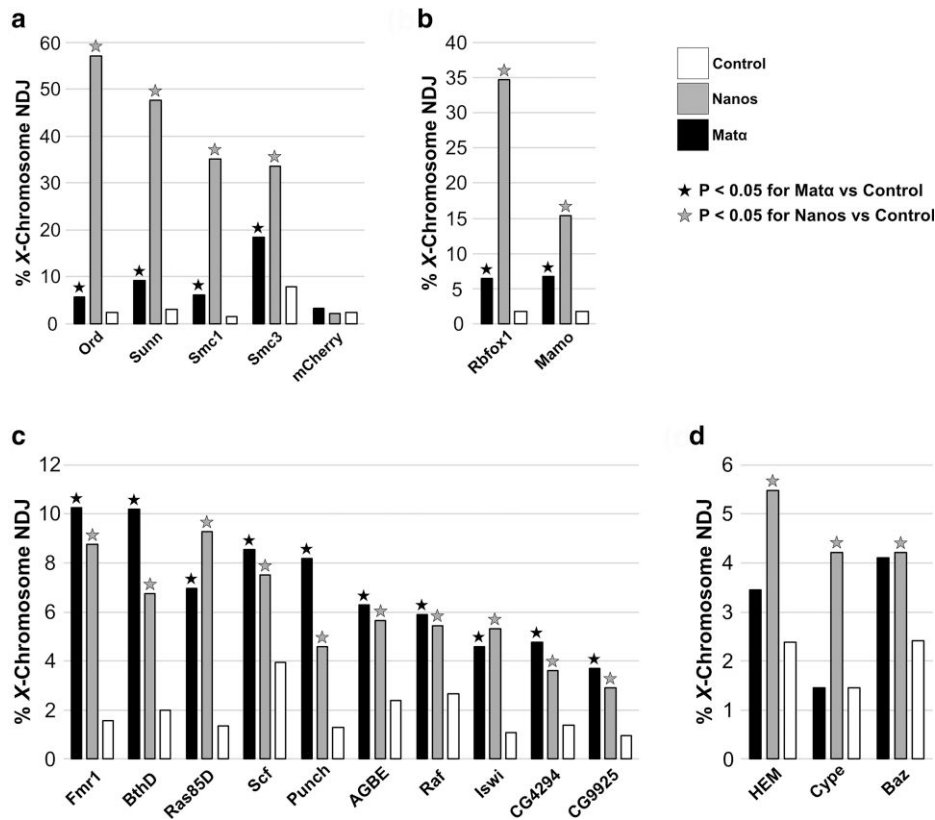 a
% X-Chromosome NDJ
60
50
40
30
20
10
0
Ord
Sunn
Smc1
Smc3
mCherry
b
% X-Chromosome NDJ
40
35
30
25
20
15
10
5
0
Rbfox1
Mamo
Control
Nanos
Matα
★ P < 0.05 for Matα vs Control
☆ P < 0.05 for Nanos vs Control
c
% X-Chromosome NDJ
12
10
8
6
4
2
0
Fmr1
BthD
Ras85D
Scf
Punch
AGBE
Raf
Iswi
CG4294
CG9925
d
% X-Chromosome NDJ
6
5
4
3
2
1
0
HEM
Cype
Baz